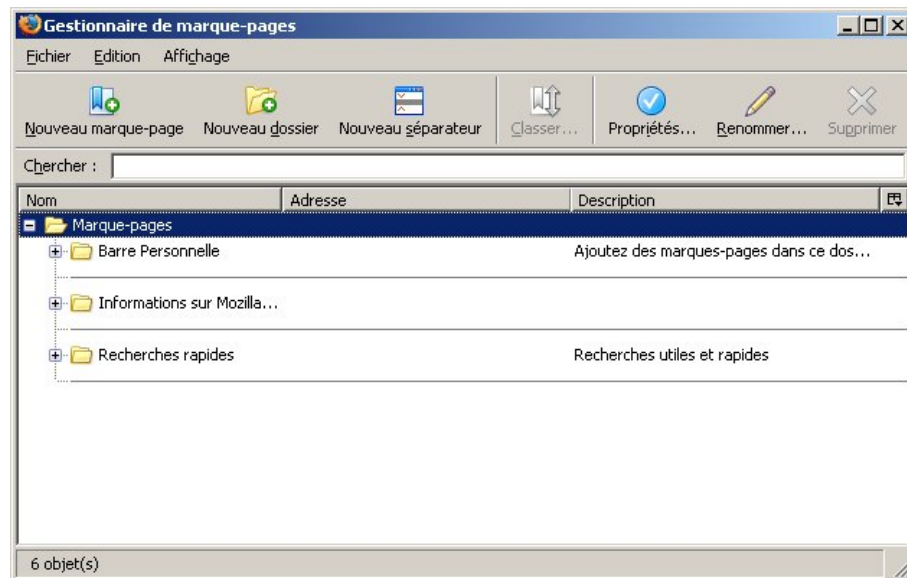 Gestionnaire de marque-pages
Fichier Edition Affichage
Nouveau marque-page Nouveau dossier Nouveau séparateur Classer... Propriétés... Renommer... Supprimer
Chercher :
Nom Adresse Description
Marque-pages
Barre Personnelle Ajoutez des marques-pages dans ce dos...
Informations sur Mozilla...
Recherches rapides Recherches utiles et rapides
6 objet(s)